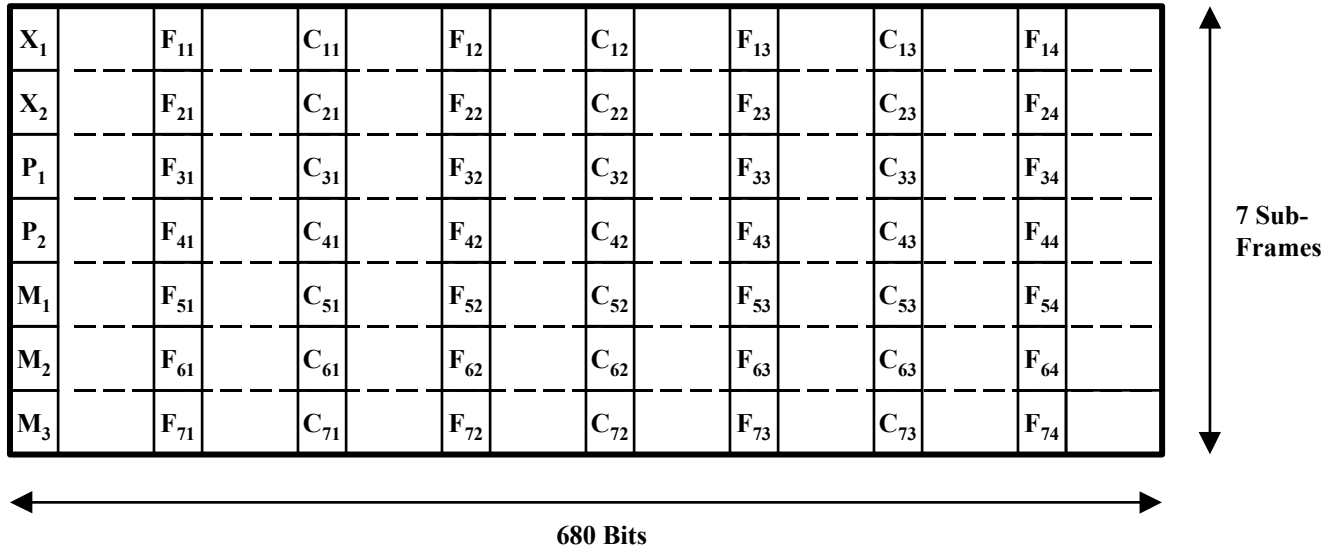 X₁ F₁₁ C₁₁ F₁₂ C₁₂ F₁₃ C₁₃ F₁₄
X₂ F₂₁ C₂₁ F₂₂ C₂₂ F₂₃ C₂₃ F₂₄
P₁ F₃₁ C₃₁ F₃₂ C₃₂ F₃₃ C₃₃ F₃₄
P₂ F₄₁ C₄₁ F₄₂ C₄₂ F₄₃ C₄₃ F₄₄
M₁ F₅₁ C₅₁ F₅₂ C₅₂ F₅₃ C₅₃ F₅₄
M₂ F₆₁ C₆₁ F₆₂ C₆₂ F₆₃ C₆₃ F₆₄
M₃ F₇₁ C₇₁ F₇₂ C₇₂ F₇₃ C₇₃ F₇₄
7 Sub-
Frames
680 Bits